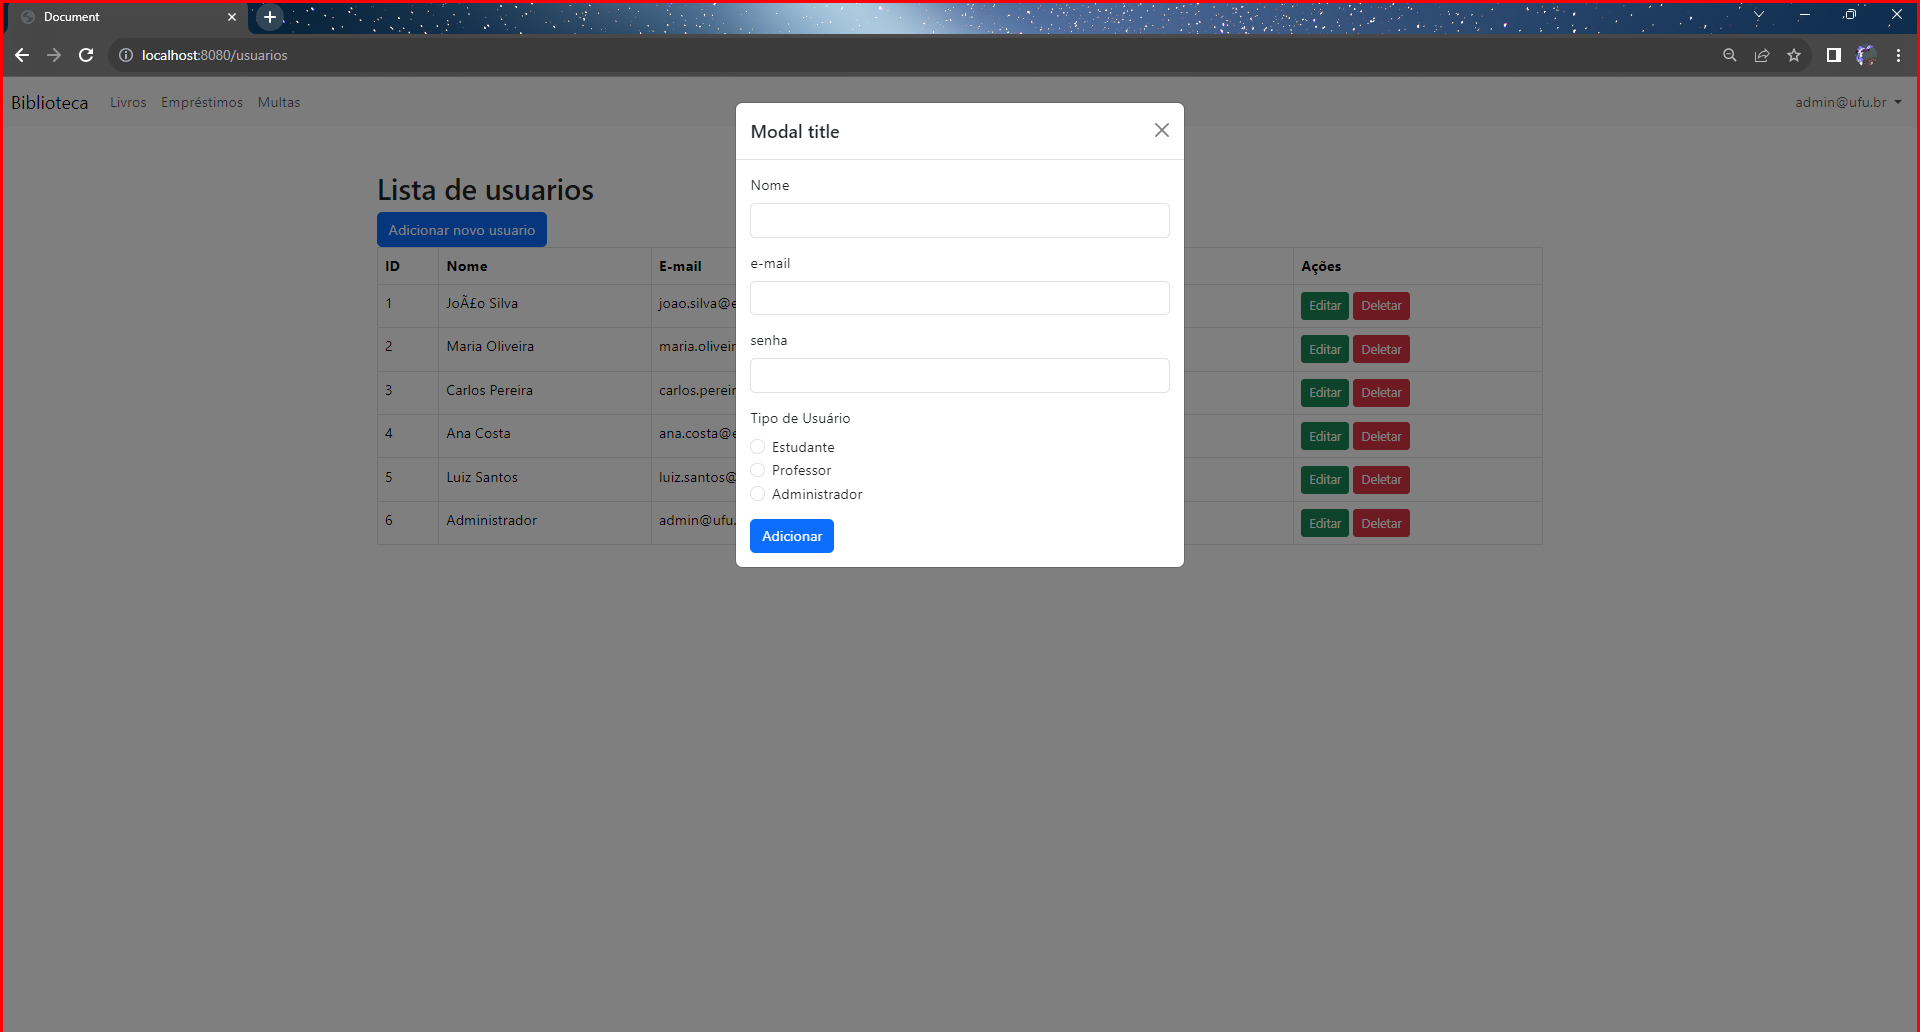 Document
localhost:8080/usuarios
Biblioteca Livros Empréstimos Multas admin@ufu.br
Modal title
Nome
e-mail
senha
Tipo de Usuário
Estudante
Professor
Administrador
Adicionar
Lista de usuarios
Adicionar novo usuario
ID Nome E-mail Ações
1 JoÃ£o Silva joao.silva@e Editar Deletar
2 Maria Oliveira maria.oliveir Editar Deletar
3 Carlos Pereira carlos.pereir Editar Deletar
4 Ana Costa ana.costa@e Editar Deletar
5 Luiz Santos luiz.santos@ Editar Deletar
6 Administrador admin@ufu. Editar Deletar